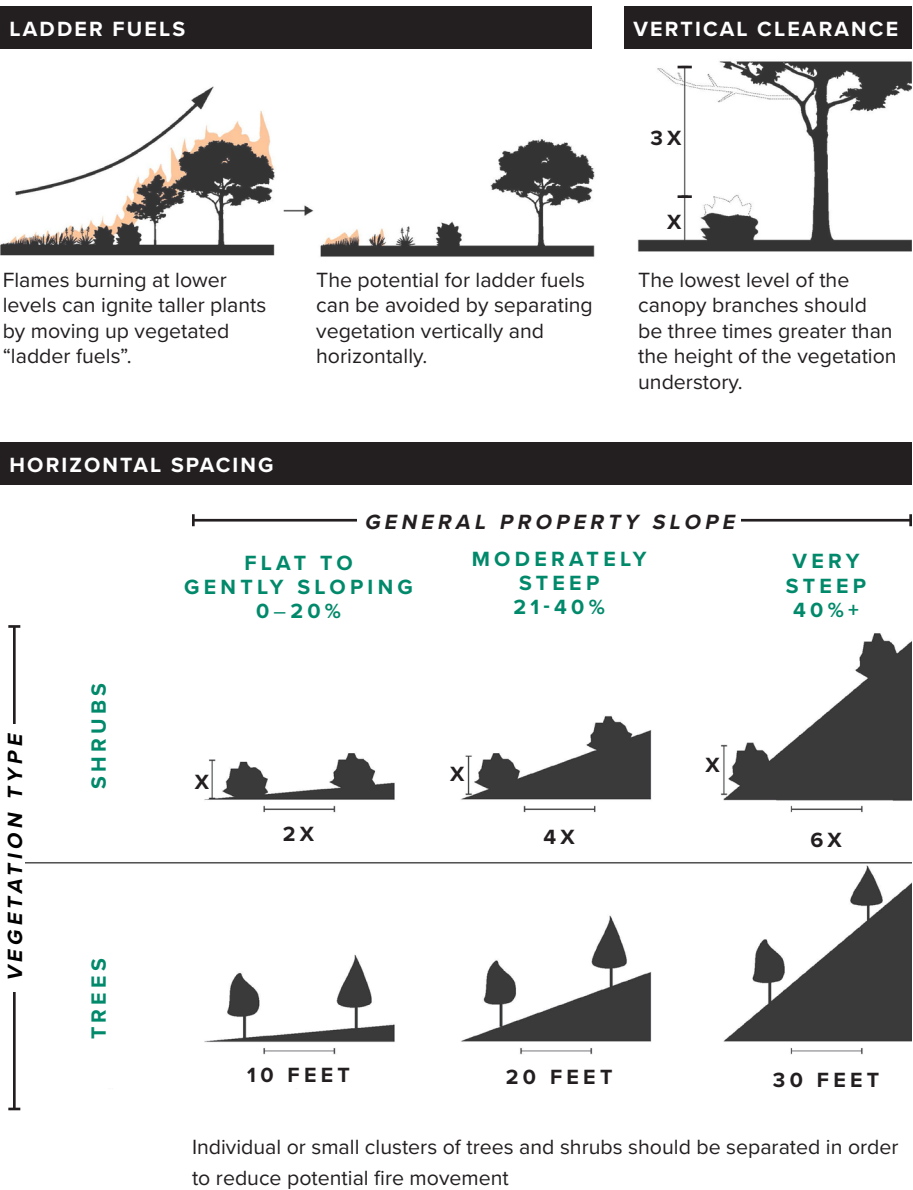 LADDER FUELS
Flames burning at lower
levels can ignite taller plants
by moving up vegetated
“ladder fuels”.
The potential for ladder fuels
can be avoided by separating
vegetation vertically and
horizontally.
VERTICAL CLEARANCE
3X
X
The lowest level of the
canopy branches should
be three times greater than
the height of the vegetation
understory.
HORIZONTAL SPACING
GENERAL PROPERTY SLOPE
FLAT TO
GENTLY SLOPING
0–20%
MODERATELY
STEEP
21-40%
VERY
STEEP
40%+
VEGETATION TYPE
SHRUBS
X
2X
X
4X
X
6X
TREES
10 FEET
20 FEET
30 FEET
Individual or small clusters of trees and shrubs should be separated in order
to reduce potential fire movement